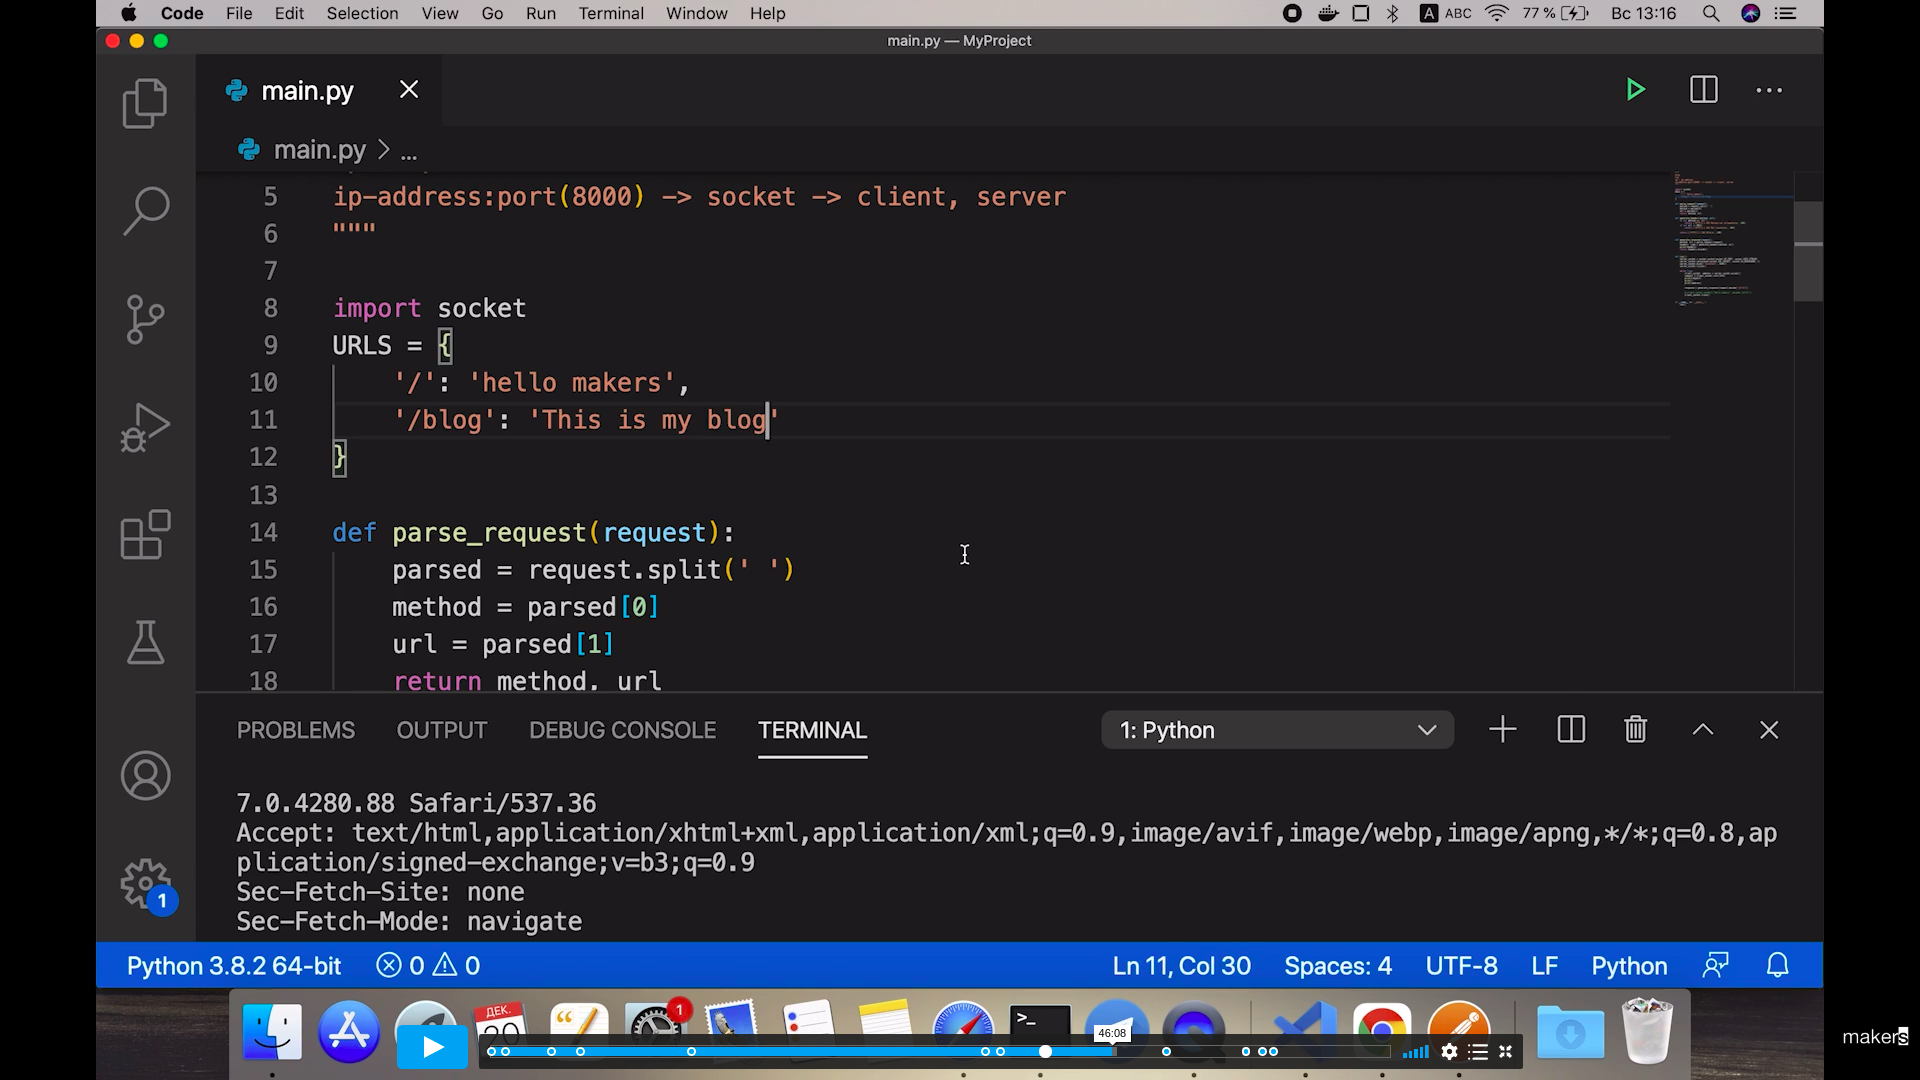 Code File Edit Selection View Go Run Terminal Window Help A ABC 77 % Вс 13:16
main.py — MyProject
main.py
main.py > ...
5 ip-address:port(8000) -> socket -> client, server
6 """
7
8 import socket
9 URLS = {
10 '/': 'hello makers',
11 '/blog': 'This is my blog'
12 }
13
14 def parse_request(request):
15 parsed = request.split(' ')
16 method = parsed[0]
17 url = parsed[1]
18 return method, url
PROBLEMS OUTPUT DEBUG CONSOLE TERMINAL 1: Python
7.0.4280.88 Safari/537.36
Accept: text/html,application/xhtml+xml,application/xml;q=0.9,image/avif,image/webp,image/apng,*/*;q=0.8,ap
plication/signed-exchange;v=b3;q=0.9
Sec-Fetch-Site: none
Sec-Fetch-Mode: navigate
1
Python 3.8.2 64-bit 0 0 Ln 11, Col 30 Spaces: 4 UTF-8 LF Python
ДЕК. 1 >_
46:08
makers